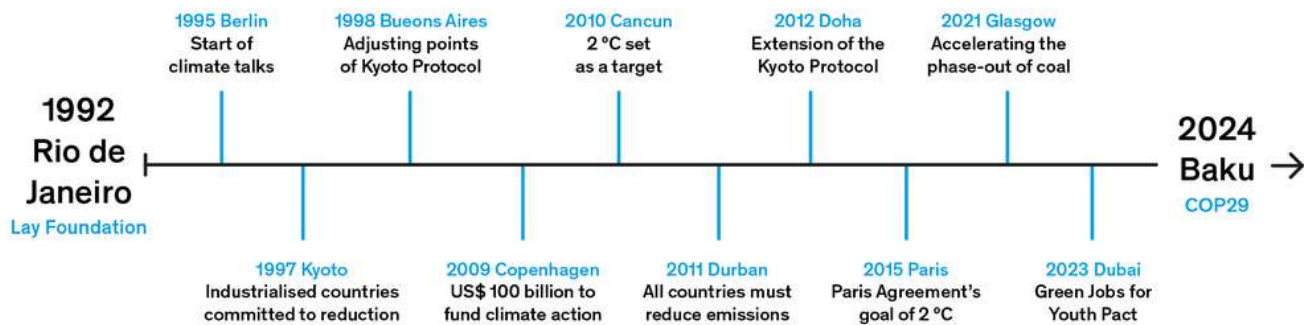 1992
Rio de
Janeiro
Lay Foundation
1995 Berlin
Start of
climate talks
1997 Kyoto
Industrialised countries
committed to reduction
1998 Bueons Aires
Adjusting points
of Kyoto Protocol
2009 Copenhagen
US$ 100 billion to
fund climate action
2010 Cancun
2 ºC set
as a target
2011 Durban
All countries must
reduce emissions
2012 Doha
Extension of the
Kyoto Protocol
2015 Paris
Paris Agreement's
goal of 2 ºC
2021 Glasgow
Accelerating the
phase-out of coal
2023 Dubai
Green Jobs for
Youth Pact
2024
Baku
COP29